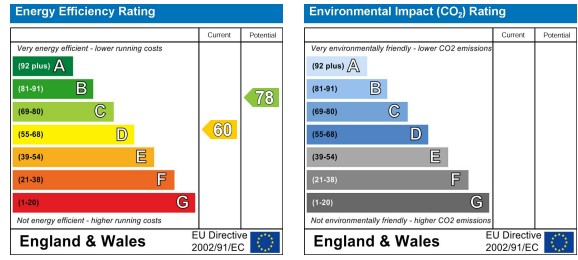 Energy Efficiency Rating
Current Potential
Very energy efficient - lower running costs
(92 plus) A
(81-91) B
78
(69-80) C
(55-68) D
60
(39-54) E
(21-38) F
(1-20) G
Not energy efficient - higher running costs
England & Wales
EU Directive
2002/91/EC
Environmental Impact (CO₂) Rating
Current Potential
Very environmentally friendly - lower CO2 emissions
(92 plus) A
(81-91) B
(69-80) C
(55-68) D
(39-54) E
(21-38) F
(1-20) G
Not environmentally friendly - higher CO2 emissions
England & Wales
EU Directive
2002/91/EC